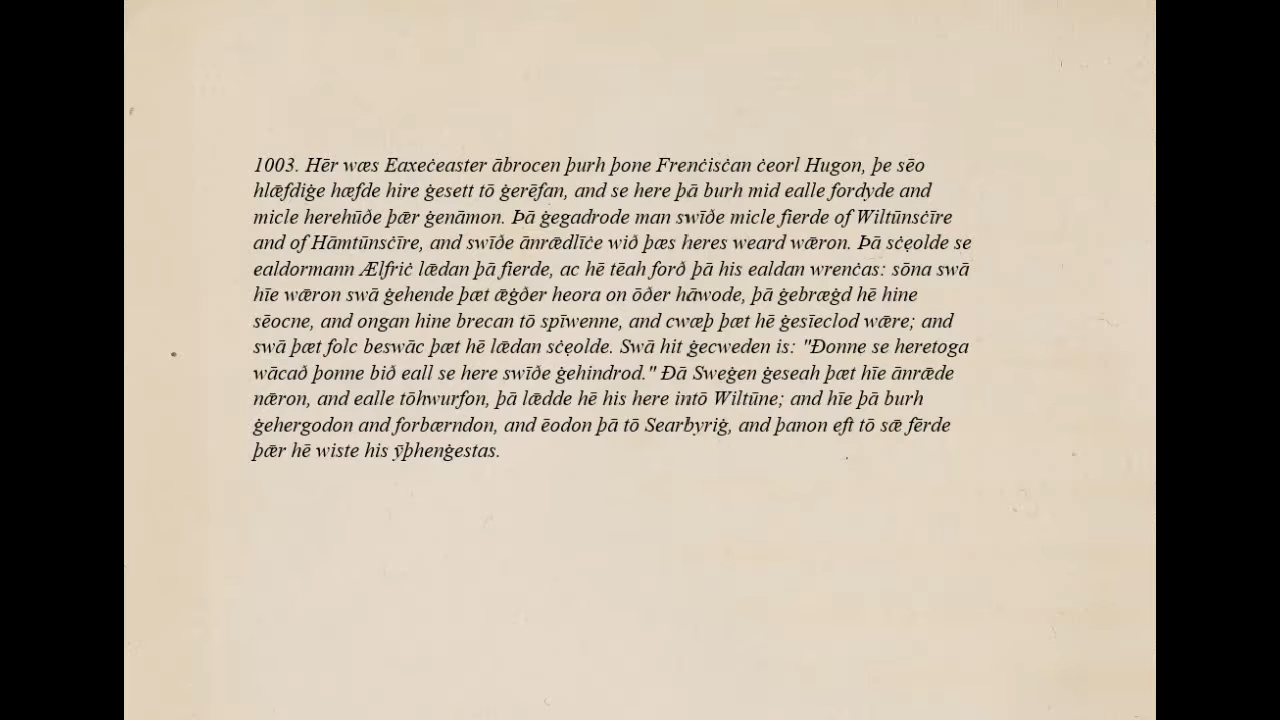 1003. Hēr wæs Eaxeċeaster ābrocen þurh þone Frenċisċan ċeorl Hugon, þe sēo
hlǣfdiġe hæfde hire ġesett tō ġerēfan, and se here þā burh mid ealle fordyde and
micle herehūðe þǣr ġenāmon. Þā ġegadrode man swīðe micle fierde of Wiltūnsċīre
and of Hāmtūnsċīre, and swīðe ānrǣdlīċe wið þæs heres weard wǣron. Þā sċẹolde se
ealdormann Ælfriċ lǣdan þā fierde, ac hē tēah forð þā his ealdan wrenċas: sōna swā
hīe wǣron swā ġehende þæt ǣġðer heora on ōðer hāwode, þā ġebræġd hē hine
sēocne, and ongan hine brecan tō spīwenne, and cwæþ þæt hē ġesīeclod wǣre; and
swā þæt folc beswāc þæt hē lǣdan sċẹolde. Swā hit ġecweden is: "Ðonne se heretoga
wācað þonne bið eall se here swīðe ġehindrod." Ðā Sweġen ġeseah þæt hīe ānrǣde
nǣron, and ealle tōhwurfon, þā lǣdde hē his here intō Wiltūne; and hīe þā burh
ġehergodon and forbærndon, and ēodon þā tō Searbyriġ, and þanon eft tō sǣ fērde
þǣr hē wiste his ȳþhenġestas.